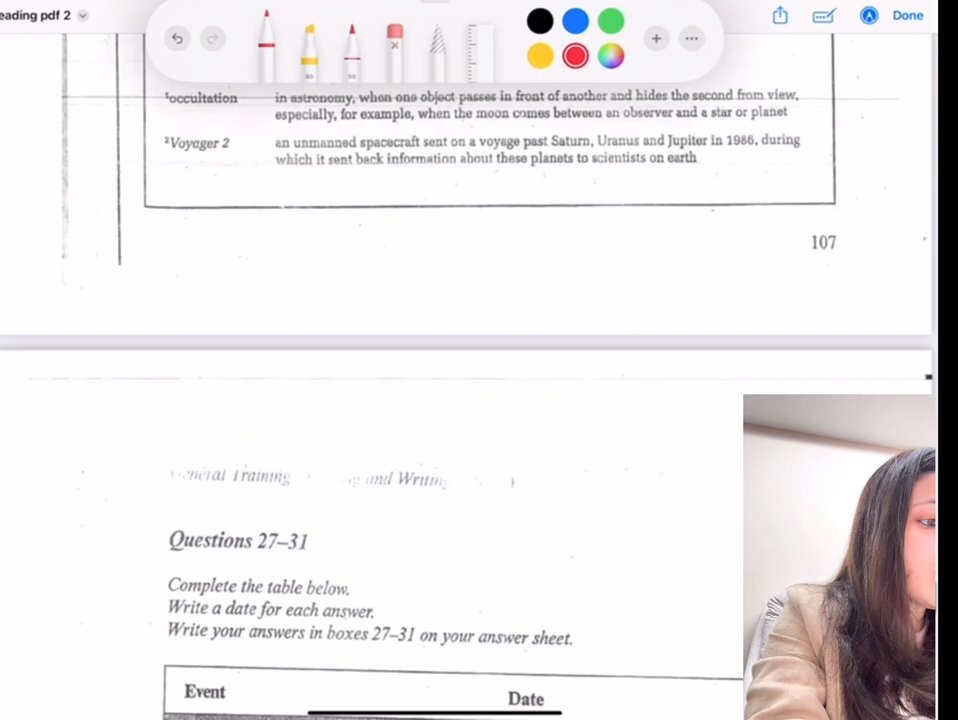 eading pdf 2
Done
¹occultation in astronomy, when one object passes in front of another and hides the second from view,
especially, for example, when the moon comes between an observer and a star or planet
²Voyager 2 an unmanned spacecraft sent on a voyage past Saturn, Uranus and Jupiter in 1986, during
which it sent back information about these planets to scientists on earth
107
Training and
Questions 27–31
Complete the table below.
Write a date for each answer.
Write your answers in boxes 27–31 on your answer sheet.
Event Date